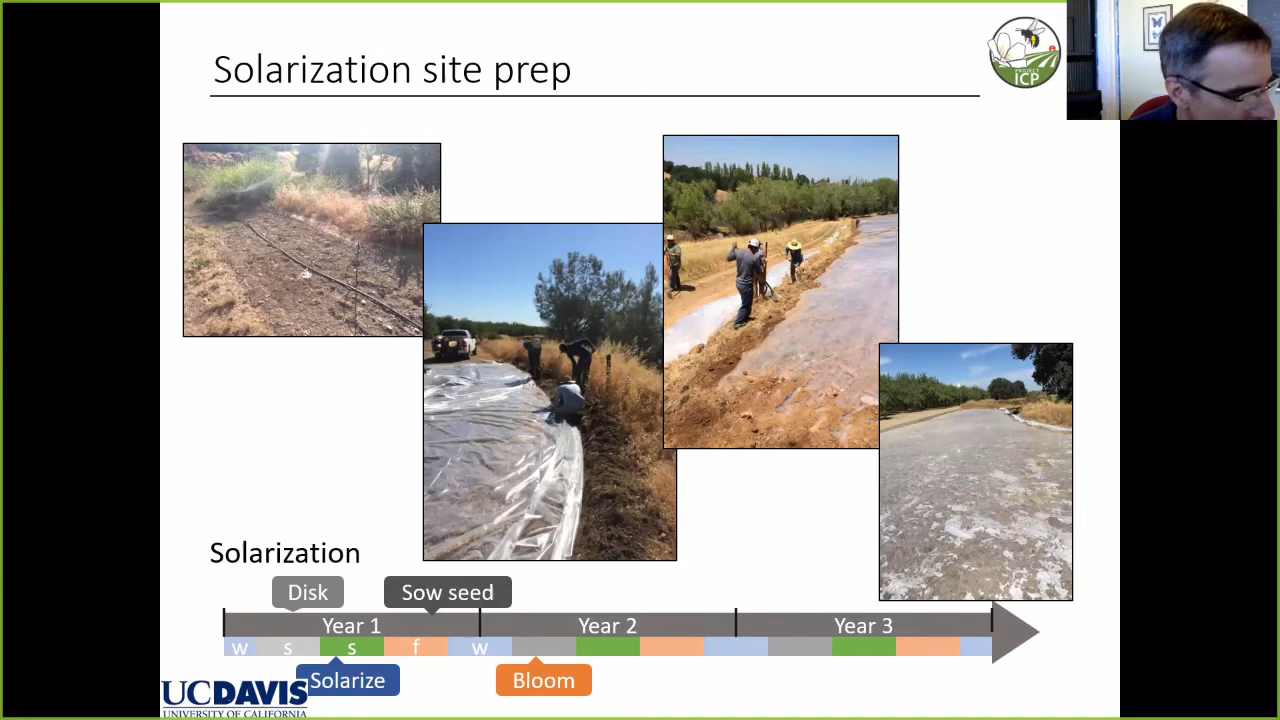 Solarization site prep
PROJECT
ICP
Solarization
Disk
Sow seed
Year 1
Year 2
Year 3
w s s f w
Solarize
Bloom
UCDAVIS
UNIVERSITY OF CALIFORNIA